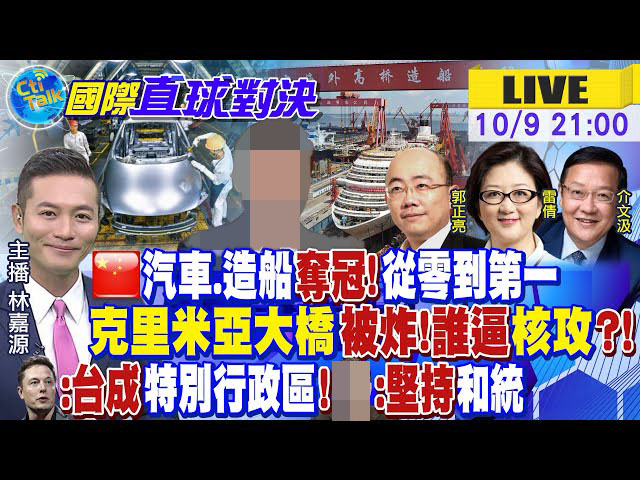 Cti Talk
國際直球對決
外高桥造船
LIVE
10/9 21:00
主播 林嘉源
郭正亮
雷倩
介文汲
汽車.造船奪冠!從零到第一
克里米亞大橋被炸!誰逼核攻?!
:台成特別行政區! :堅持和統